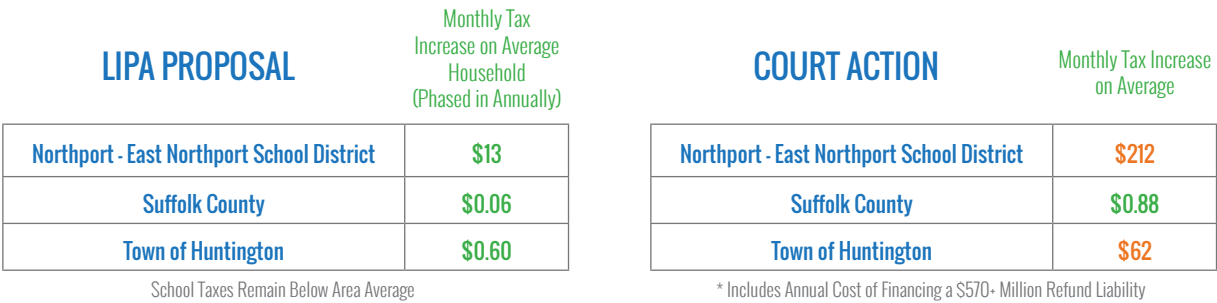 LIPA PROPOSAL
Monthly Tax
Increase on Average
Household
(Phased in Annually)
Northport - East Northport School District $13
Suffolk County $0.06
Town of Huntington $0.60
School Taxes Remain Below Area Average
COURT ACTION
Monthly Tax Increase
on Average
Northport - East Northport School District $212
Suffolk County $0.88
Town of Huntington $62
* Includes Annual Cost of Financing a $570+ Million Refund Liability